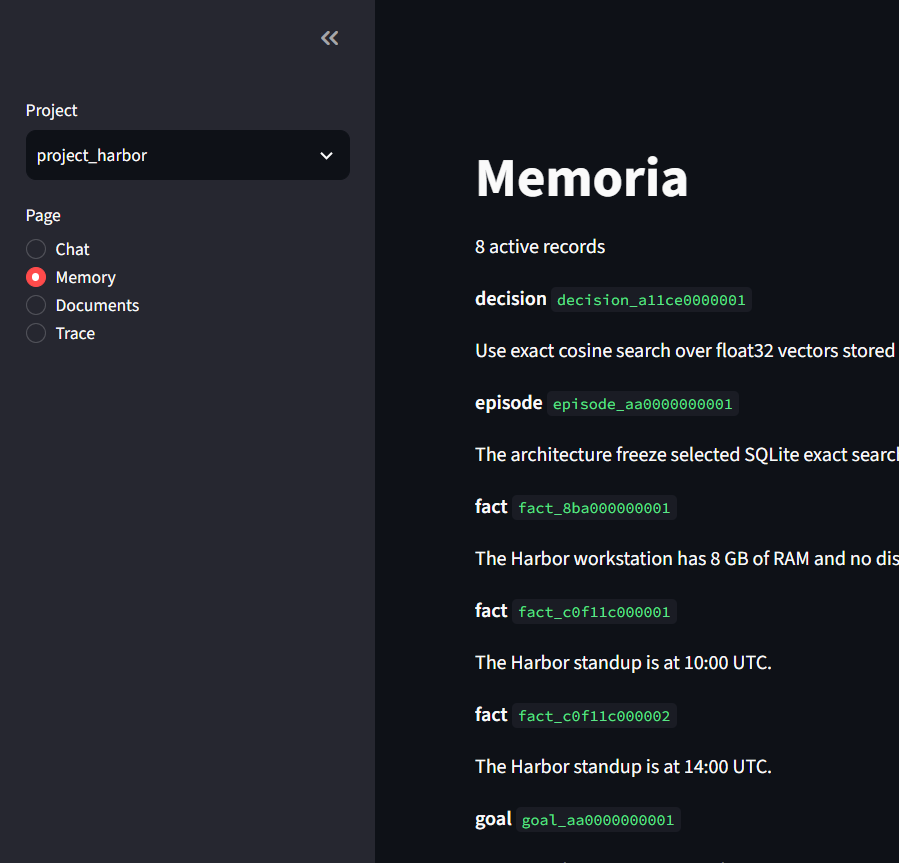 Project
project_harbor
Page
Chat
Memory
Documents
Trace
Memoria
8 active records
decision decision_a11ce0000001
Use exact cosine search over float32 vectors stored
episode episode_aa0000000001
The architecture freeze selected SQLite exact search
fact fact_8ba000000001
The Harbor workstation has 8 GB of RAM and no dis
fact fact_c0f11c000001
The Harbor standup is at 10:00 UTC.
fact fact_c0f11c000002
The Harbor standup is at 14:00 UTC.
goal goal_aa0000000001